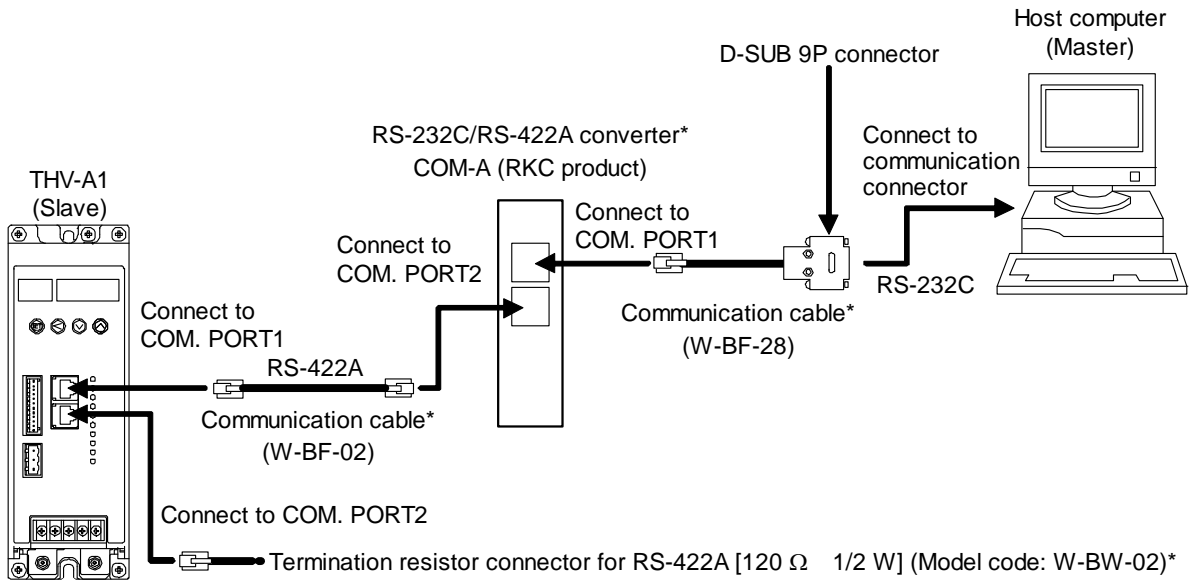 Host computer
(Master)
D-SUB 9P connector
RS-232C/RS-422A converter*
COM-A (RKC product)
Connect to
communication
connector
THV-A1
(Slave)
Connect to
COM. PORT1
Connect to
COM. PORT2
RS-232C
Communication cable*
(W-BF-28)
Connect to
COM. PORT1
RS-422A
Communication cable*
(W-BF-02)
Connect to COM. PORT2
Termination resistor connector for RS-422A [120 Ω 1/2 W] (Model code: W-BW-02)*